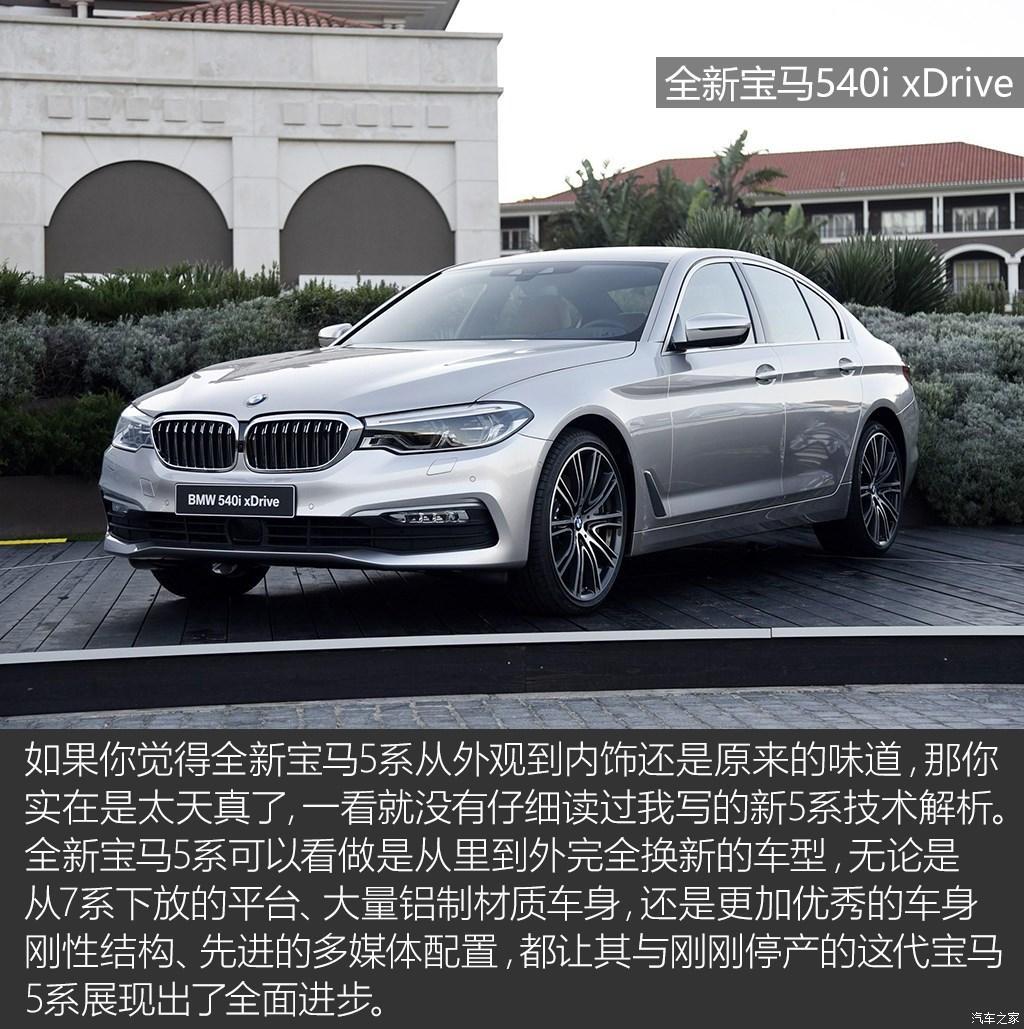 全新宝马540i xDrive
BMW 540i xDrive
如果你觉得全新宝马5系从外观到内饰还是原来的味道，那你
实在是太天真了，一看就没有仔细读过我写的新5系技术解析。
全新宝马5系可以看做是从里到外完全换新的车型，无论是
从7系下放的平台、大量铝制材质车身，还是更加优秀的车身
刚性结构、先进的多媒体配置，都让其与刚刚停产的这代宝马
5系展现出了全面进步。
汽车之家